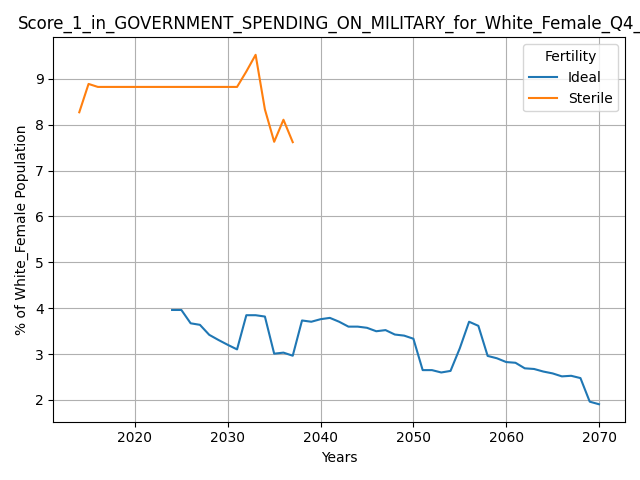 Score_1_in_GOVERNMENT_SPENDING_ON_MILITARY_for_White_Female_Q4_
Fertility
Ideal
Sterile
% of White_Female Population
9
8
7
6
5
4
3
2
2020 2030 2040 2050 2060 2070
Years